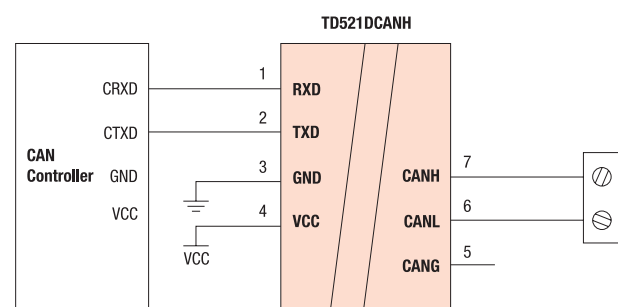 TD521DCANH
CRXD
CTXD
CAN
Controller
GND
VCC
1
2
3
4
VCC
RXD
TXD
GND
VCC
CANH
CANL
CANG
7
6
5